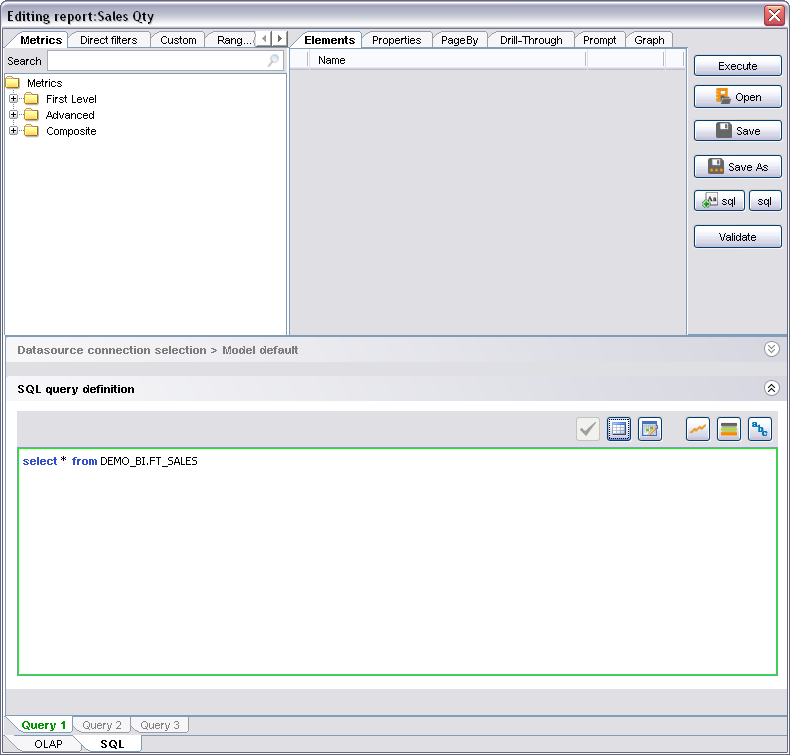 Editing report:Sales Qty
Metrics Direct filters Custom Rang...
Elements Properties PageBy Drill-Through Prompt Graph
Search
Name
Metrics
First Level
Advanced
Composite
Execute
Open
Save
Save As
Aa sql sql
Validate
Datasource connection selection > Model default
SQL query definition
abc
select * from DEMO_BI.FT_SALES
Query 1 Query 2 Query 3
OLAP SQL